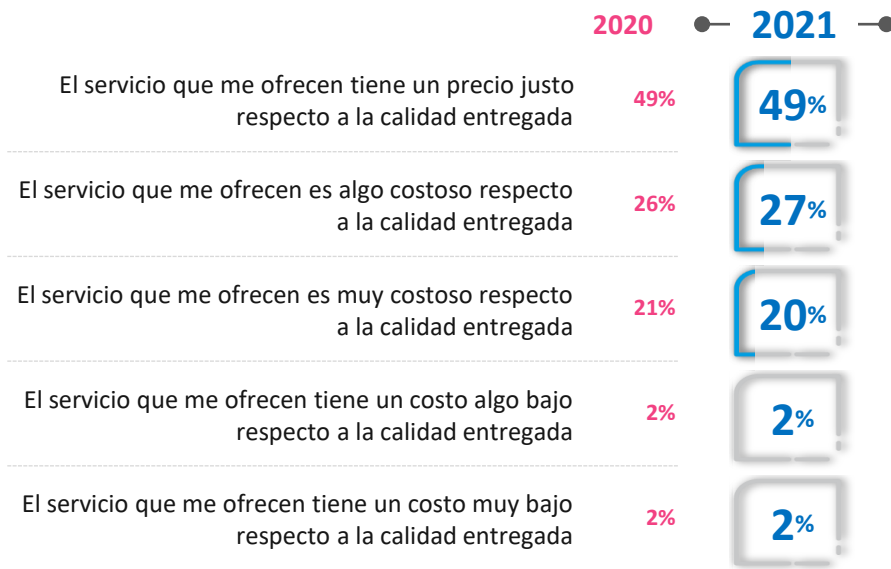 2020 2021
El servicio que me ofrecen tiene un precio justo
respecto a la calidad entregada
49% 49%
El servicio que me ofrecen es algo costoso respecto
a la calidad entregada
26% 27%
El servicio que me ofrecen es muy costoso respecto
a la calidad entregada
21% 20%
El servicio que me ofrecen tiene un costo algo bajo
respecto a la calidad entregada
2% 2%
El servicio que me ofrecen tiene un costo muy bajo
respecto a la calidad entregada
2% 2%